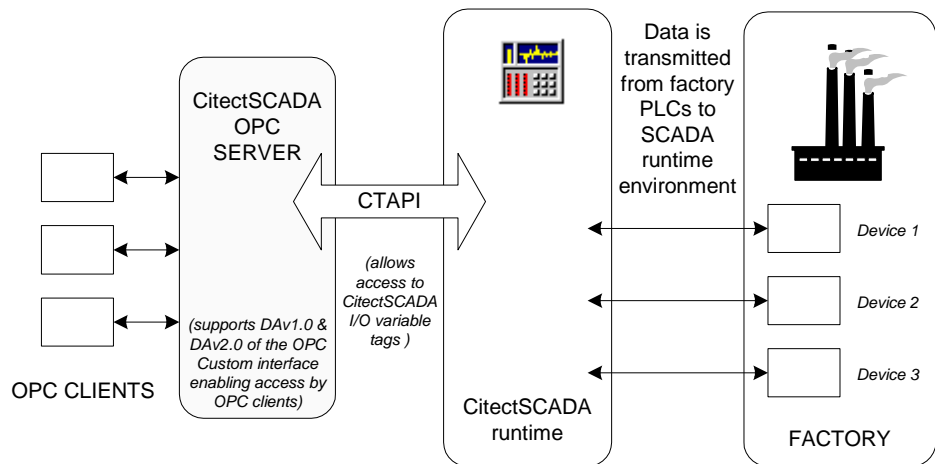 CitectSCADA
OPC
SERVER
(supports DAv1.0 &
DAv2.0 of the OPC
Custom interface
enabling access by
OPC clients)
OPC CLIENTS
CTAPI
(allows
access to
CitectSCADA
I/O variable
tags )
CitectSCADA
runtime
Data is
transmitted
from factory
PLCs to
SCADA
runtime
environment
Device 1
Device 2
Device 3
FACTORY